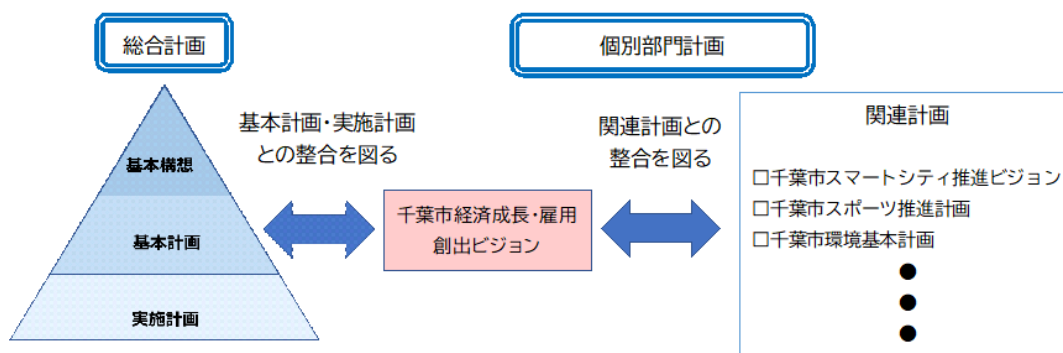 総合計画
個別部門計画
基本構想
基本計画
実施計画
基本計画・実施計画
との整合を図る
千葉市経済成長・雇用
創出ビジョン
関連計画との
整合を図る
関連計画
□千葉市スマートシティ推進ビジョン
□千葉市スポーツ推進計画
□千葉市環境基本計画
●
●
●